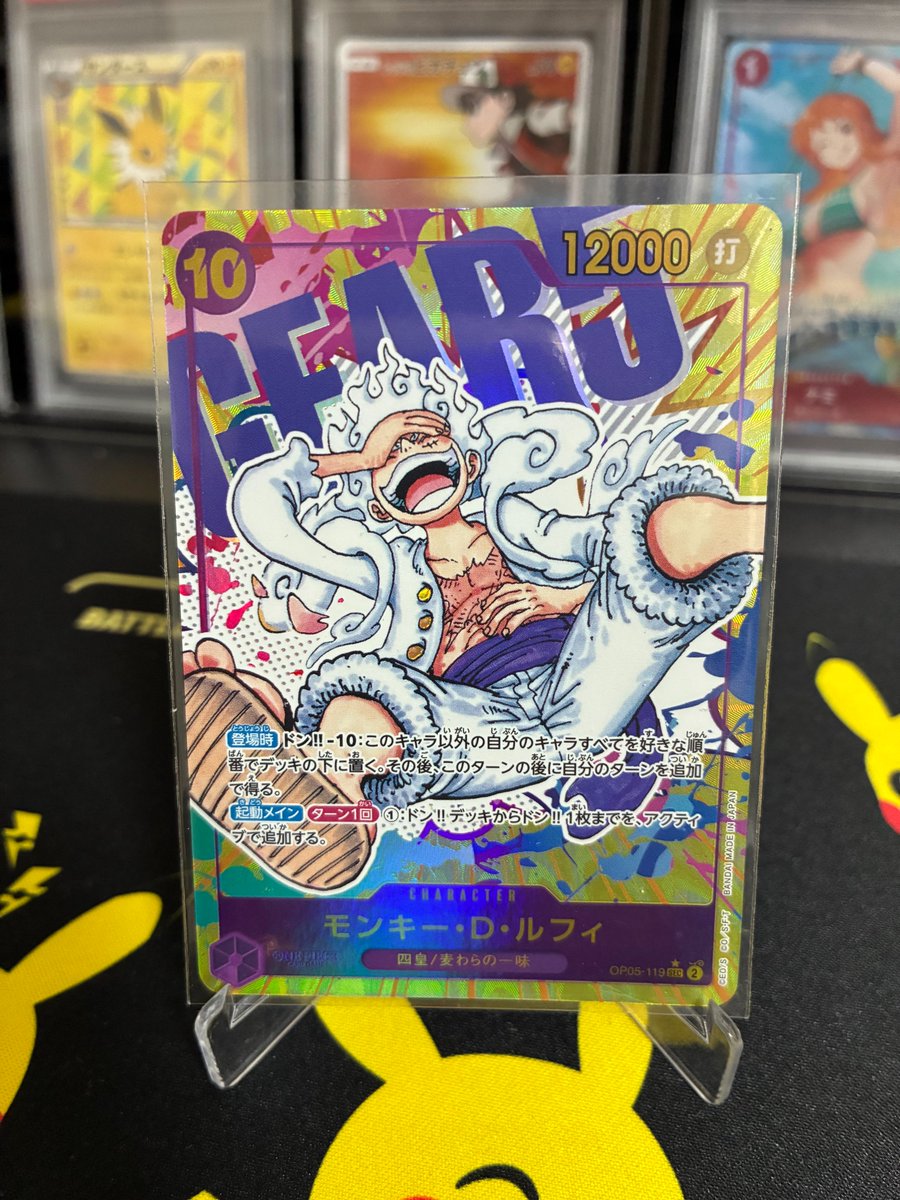 10
12000 打
GEAR5
登場時 ドン!!-10:このキャラ以外の自分のキャラすべてを好きな順
番でデッキの下に置く。その後、このターンの後に自分のターンを追加
で得る。
起動メイン ターン1回 ①:ドン!!デッキからドン!!1枚までを、アクティ
ブで追加する。
CHARACTER
モンキー・D・ルフィ
ONE PIECE
四皇/麦わらの一味
OP05-119 SEC 2
©E.O/S. ©O/S・F・T BANDAI MADE IN JAPAN
ナミ